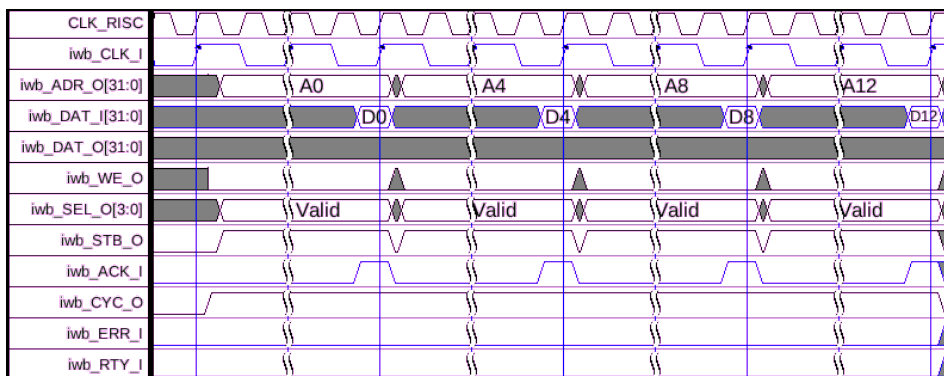 CLK_RISC
iwb_CLK_I
iwb_ADR_O[31:0] A0 A4 A8 A12
iwb_DAT_I[31:0] D0 D4 D8 D12
iwb_DAT_O[31:0]
iwb_WE_O
iwb_SEL_O[3:0] Valid Valid Valid Valid
iwb_STB_O
iwb_ACK_I
iwb_CYC_O
iwb_ERR_I
iwb_RTY_I